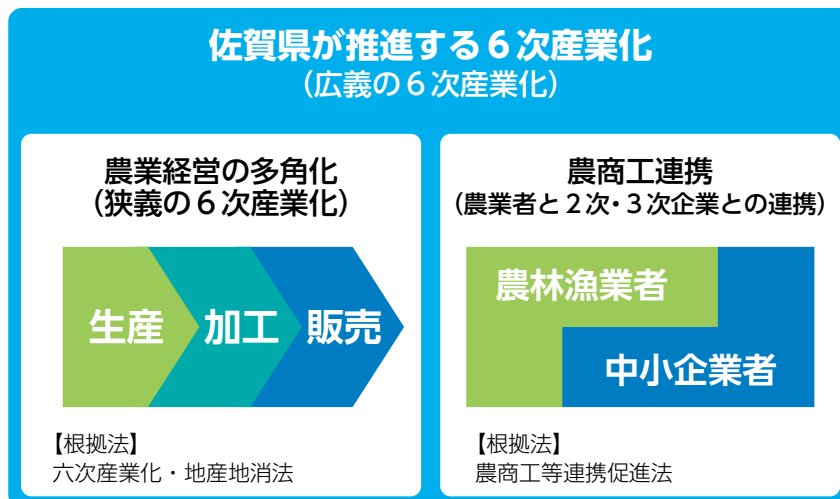 佐賀県が推進する６次産業化
（広義の６次産業化）
農業経営の多角化
（狭義の６次産業化）
生産
加工
販売
【根拠法】
六次産業化・地産地消法
農商工連携
（農業者と２次・３次企業との連携）
農林漁業者
中小企業者
【根拠法】
農商工等連携促進法